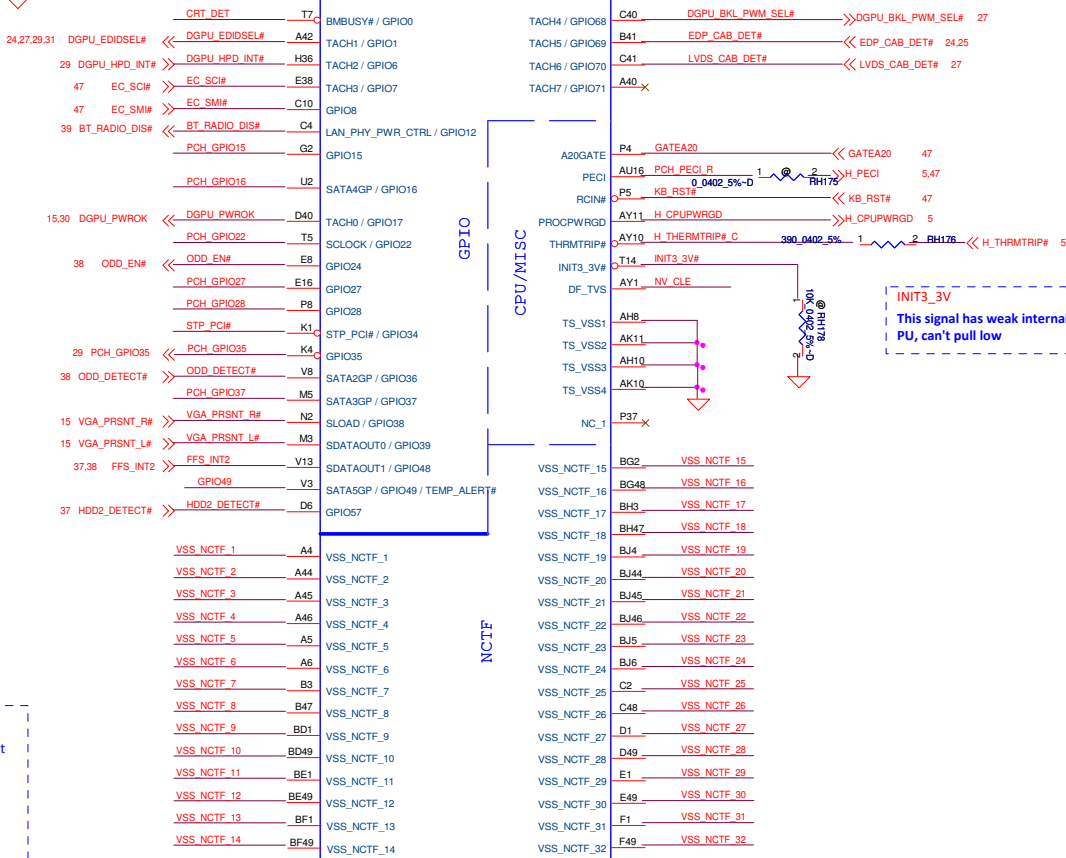 CRT_DET T7 BMBUSY# / GPIO0
24,27,29,31 DGPU_EDIDSEL# DGPU_EDIDSEL# A42 TACH1 / GPIO1
29 DGPU_HPD_INT# DGPU_HPD_INT# H36 TACH2 / GPIO6
47 EC_SCI# EC_SCI# E38 TACH3 / GPIO7
47 EC_SMI# EC_SMI# C10 GPIO8
39 BT_RADIO_DIS# BT_RADIO_DIS# C4 LAN_PHY_PWR_CTRL / GPIO12
PCH_GPIO15 G2 GPIO15
PCH_GPIO16 U2 SATA4GP / GPIO16
15,30 DGPU_PWROK DGPU_PWROK D40 TACH0 / GPIO17
PCH_GPIO22 T5 SCLOCK / GPIO22
38 ODD_EN# ODD_EN# E8 GPIO24
PCH_GPIO27 E16 GPIO27
PCH_GPIO28 P8 GPIO28
STP_PCI# K1 STP_PCI# / GPIO34
29 PCH_GPIO35 PCH_GPIO35 K4 GPIO35
38 ODD_DETECT# ODD_DETECT# V8 SATA2GP / GPIO36
PCH_GPIO37 M5 SATA3GP / GPIO37
15 VGA_PRSNT_R# VGA_PRSNT_R# N2 SLOAD / GPIO38
15 VGA_PRSNT_L# VGA_PRSNT_L# M3 SDATAOUT0 / GPIO39
37,38 FFS_INT2 FFS_INT2 V13 SDATAOUT1 / GPIO48
GPIO49 V3 SATA5GP / GPIO49 / TEMP_ALERT#
37 HDD2_DETECT# HDD2_DETECT# D6 GPIO57
GPIO
CPU/MISC
NCTF
TACH4 / GPIO68 C40 DGPU_BKL_PWM_SEL# DGPU_BKL_PWM_SEL# 27
TACH5 / GPIO69 B41 EDP_CAB_DET# EDP_CAB_DET# 24,25
TACH6 / GPIO70 C41 LVDS_CAB_DET# LVDS_CAB_DET# 27
TACH7 / GPIO71 A40
A20GATE P4 GATEA20 GATEA20 47
PECI AU16 PCH_PECI_R 1 @ 2 H_PECI 5,47
0_0402_5%~D RH175
RCIN# P5 KB_RST# KB_RST# 47
PROCPWRGD AY11 H_CPUPWRGD H_CPUPWRGD 5
THRMTRIP# AY10 H_THERMTRIP#_C 390_0402_5% 1 2 RH176 H_THRMTRIP# 5
INIT3_3V# T14 INIT3_3V#
DF_TVS AY1 NV_CLE
1 2 @ RH178
10K_0402_5%~D
INIT3_3V
This signal has weak internal
PU, can't pull low
TS_VSS1 AH8
TS_VSS2 AK11
TS_VSS3 AH10
TS_VSS4 AK10
NC_1 P37
VSS_NCTF_1 A4 VSS_NCTF_1
VSS_NCTF_2 A44 VSS_NCTF_2
VSS_NCTF_3 A45 VSS_NCTF_3
VSS_NCTF_4 A46 VSS_NCTF_4
VSS_NCTF_5 A5 VSS_NCTF_5
VSS_NCTF_6 A6 VSS_NCTF_6
VSS_NCTF_7 B3 VSS_NCTF_7
VSS_NCTF_8 B47 VSS_NCTF_8
VSS_NCTF_9 BD1 VSS_NCTF_9
VSS_NCTF_10 BD49 VSS_NCTF_10
VSS_NCTF_11 BE1 VSS_NCTF_11
VSS_NCTF_12 BE49 VSS_NCTF_12
VSS_NCTF_13 BF1 VSS_NCTF_13
VSS_NCTF_14 BF49 VSS_NCTF_14
VSS_NCTF_15 BG2 VSS_NCTF_15
VSS_NCTF_16 BG48 VSS_NCTF_16
VSS_NCTF_17 BH3 VSS_NCTF_17
VSS_NCTF_18 BH47 VSS_NCTF_18
VSS_NCTF_19 BJ4 VSS_NCTF_19
VSS_NCTF_20 BJ44 VSS_NCTF_20
VSS_NCTF_21 BJ45 VSS_NCTF_21
VSS_NCTF_22 BJ46 VSS_NCTF_22
VSS_NCTF_23 BJ5 VSS_NCTF_23
VSS_NCTF_24 BJ6 VSS_NCTF_24
VSS_NCTF_25 C2 VSS_NCTF_25
VSS_NCTF_26 C48 VSS_NCTF_26
VSS_NCTF_27 D1 VSS_NCTF_27
VSS_NCTF_28 D49 VSS_NCTF_28
VSS_NCTF_29 E1 VSS_NCTF_29
VSS_NCTF_30 E49 VSS_NCTF_30
VSS_NCTF_31 F1 VSS_NCTF_31
VSS_NCTF_32 F49 VSS_NCTF_32
t